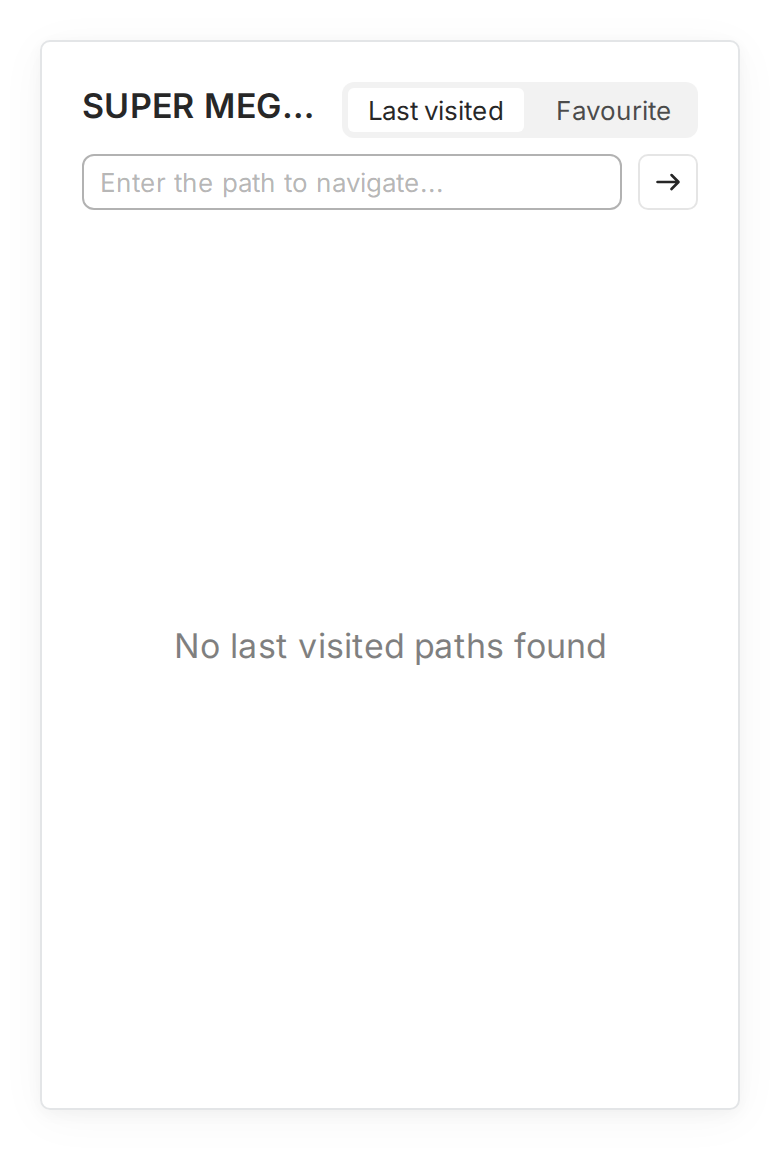 SUPER MEG... Last visited Favourite
Enter the path to navigate...
No last visited paths found